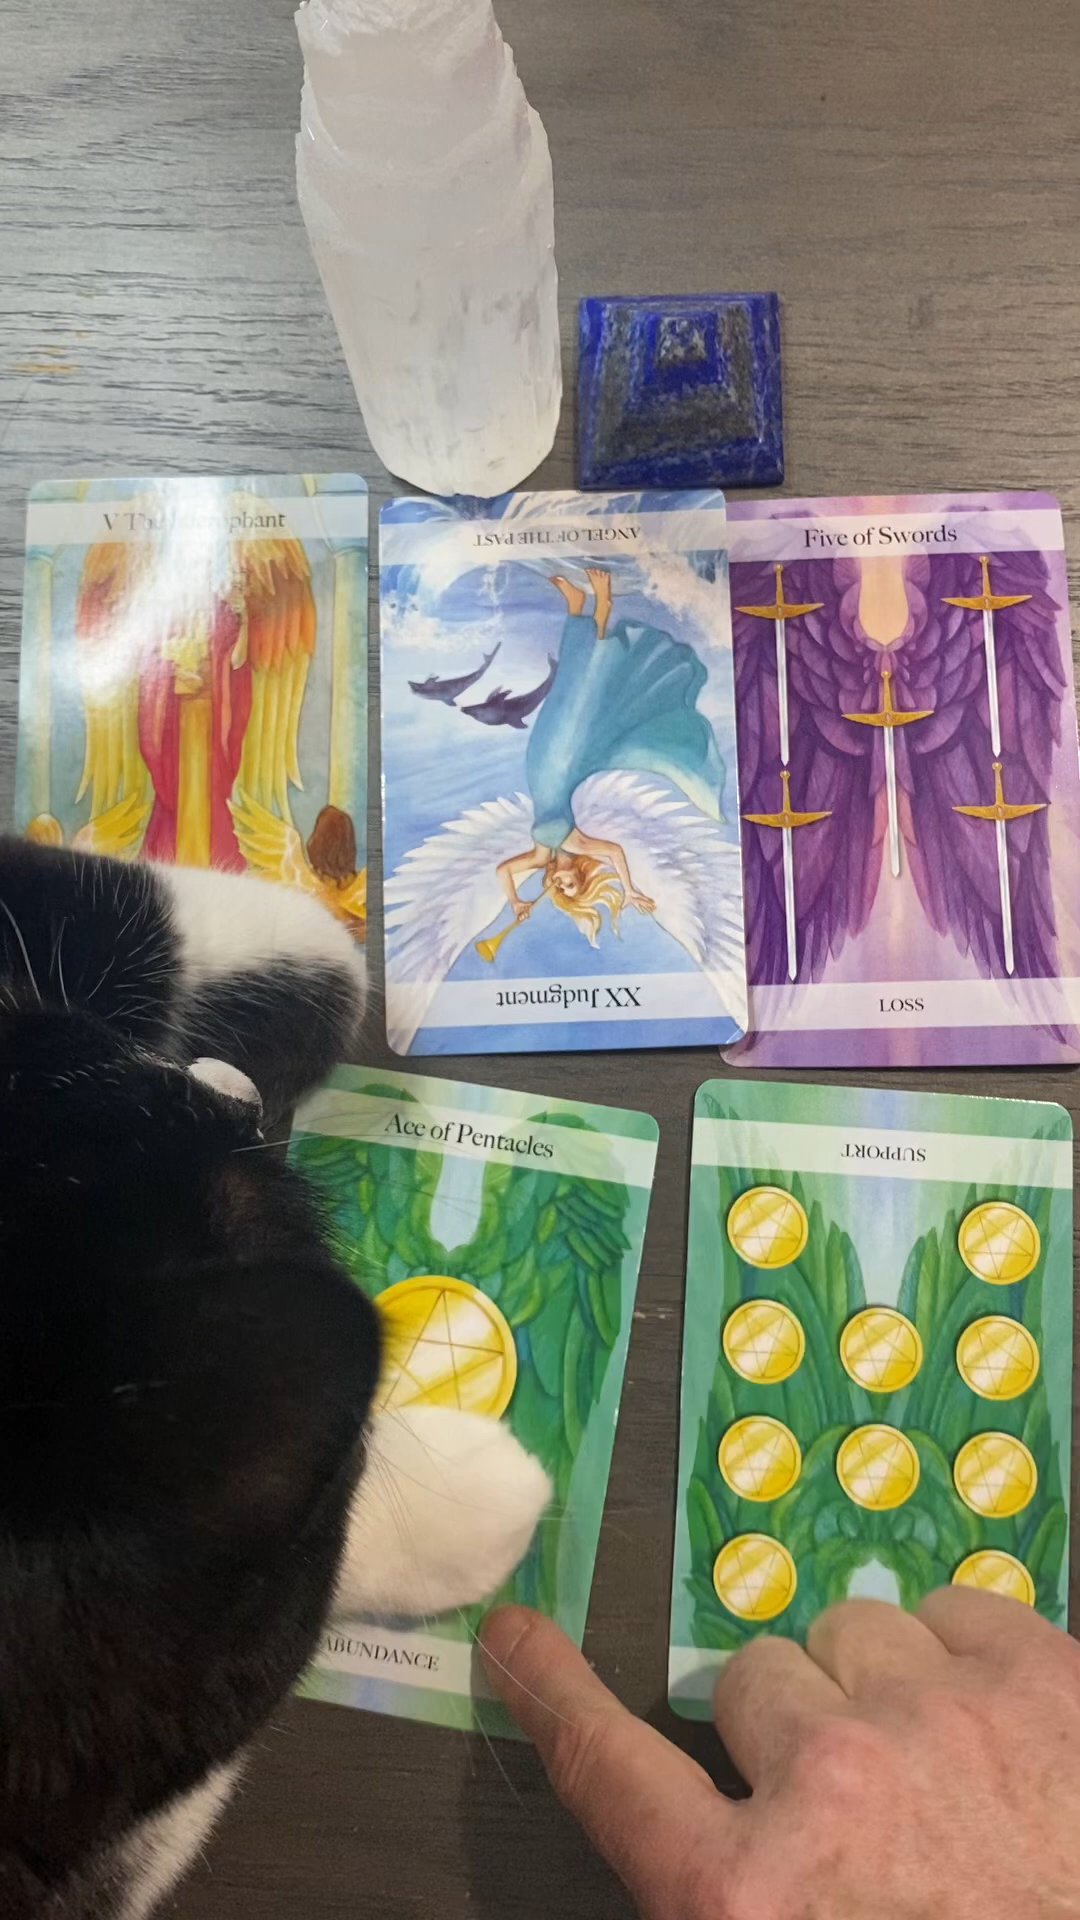 V The Hierophant
ANGEL OF THE PAST
XX Judgment
Five of Swords
LOSS
Ace of Pentacles
ABUNDANCE
SUPPORT